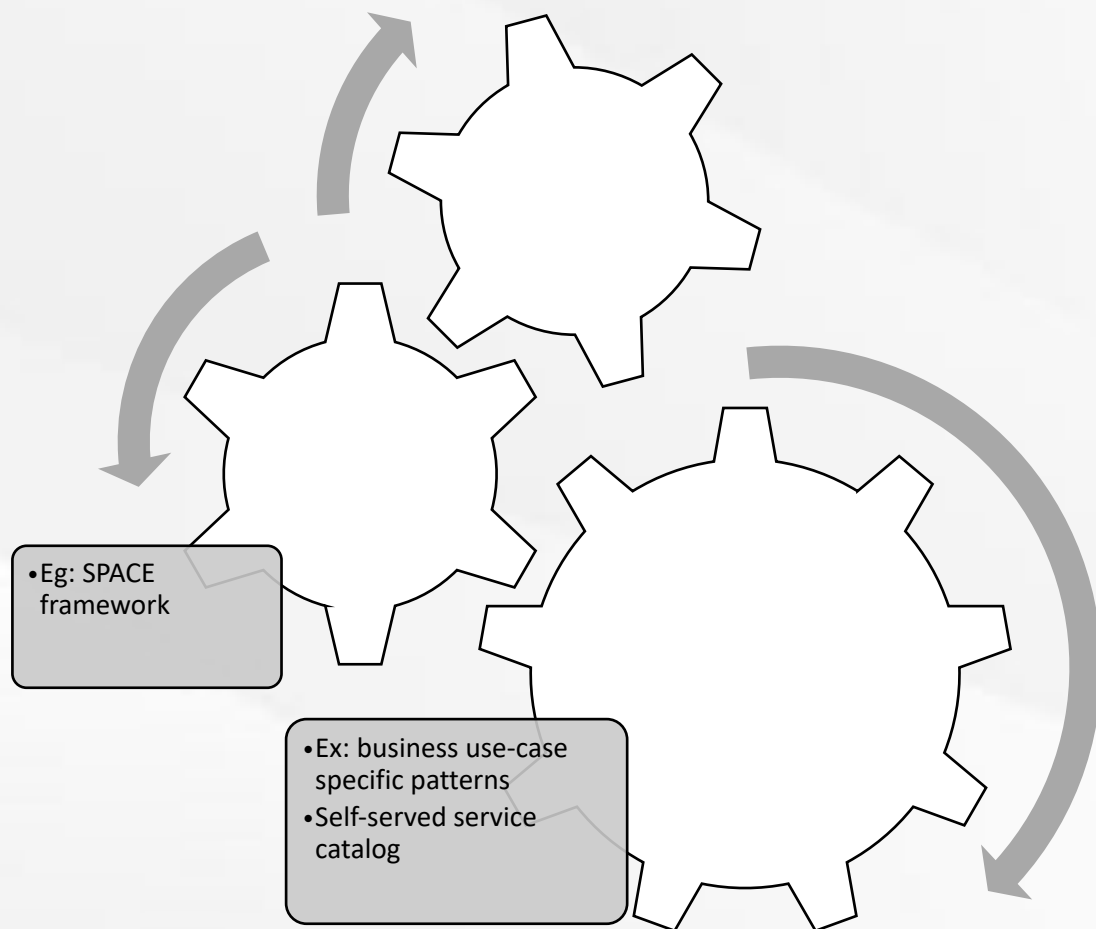 •Eg: SPACE
framework
•Ex: business use-case
specific patterns
•Self-served service
catalog